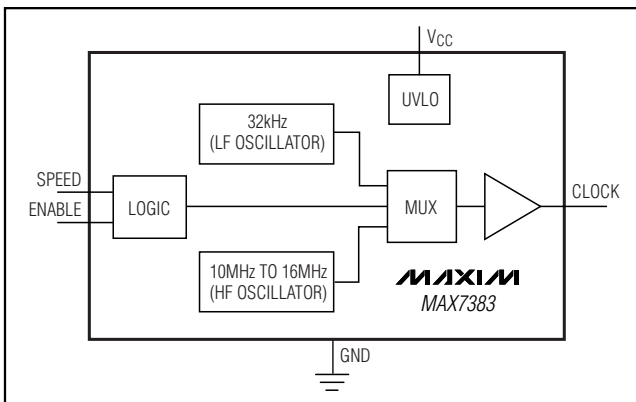 VCC
UVLO
32kHz
(LF OSCILLATOR)
SPEED
ENABLE
LOGIC
MUX
CLOCK
10MHz TO 16MHz
(HF OSCILLATOR)
MAXIM
MAX7383
GND